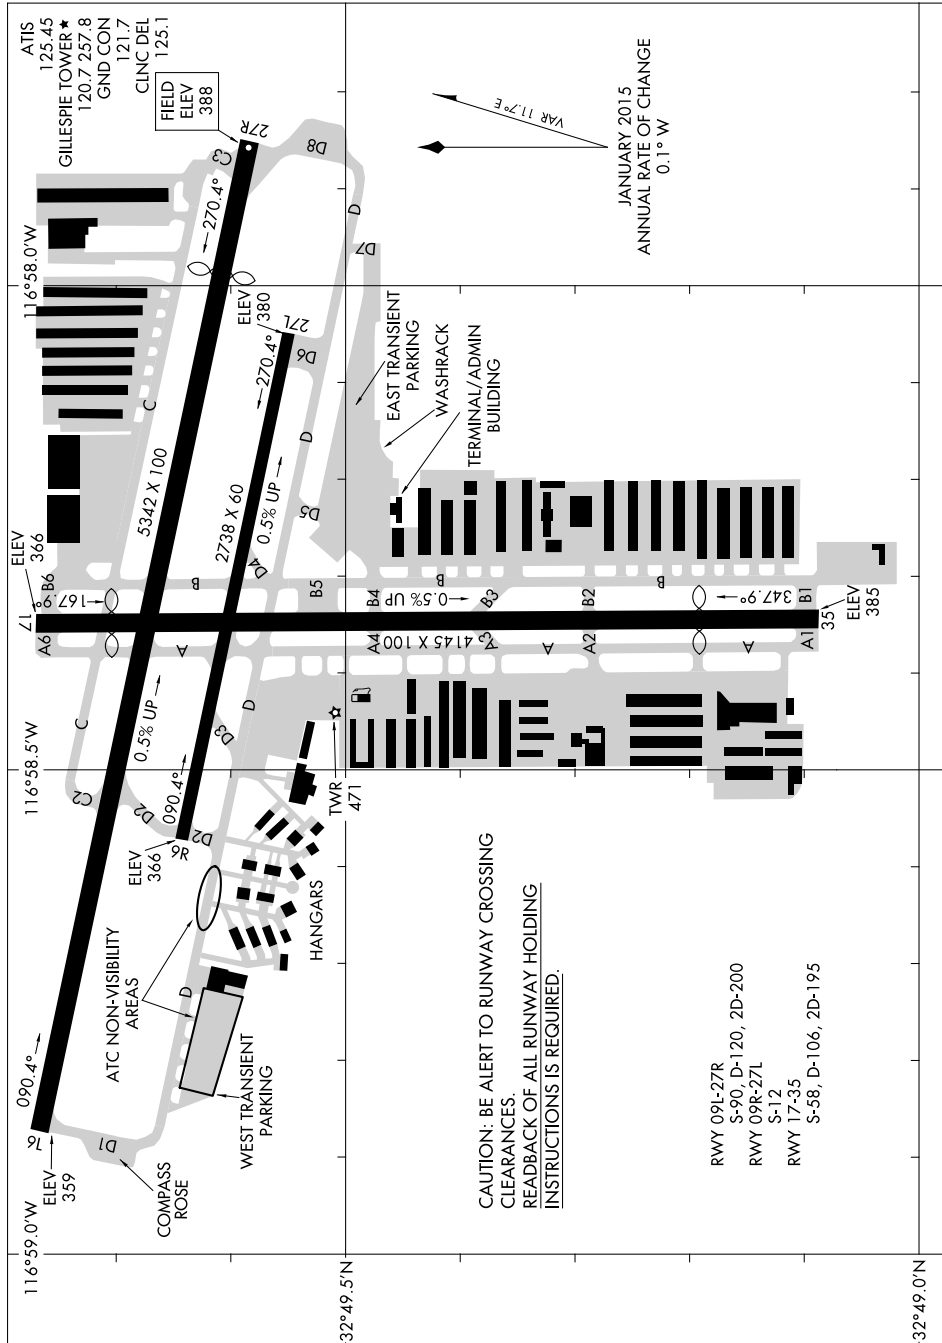 ATIS
125.45
GILLESPIE TOWER★
120.7 257.8
GND CON
121.7
CLNC DEL
125.1
FIELD
ELEV
388
27R
C3
D8
270.4°
116°58.0'W
D
D7
VAR 11.7°E
JANUARY 2015
ANNUAL RATE OF CHANGE
0.1° W
ELEV
380
27L
270.4°
D6
C
D
EAST TRANSIENT
PARKING
WASHRACK
TERMINAL/ADMIN
BUILDING
5342 X 100
2738 X 60
0.5% UP
D5
D4
ELEV
366
17
B6
167.9°
A6
B
B5
B4
B
0.5% UP
B3
B2
B
347.9°
B1
35
ELEV
385
A
A4
4145 X 100
A3
A
A2
A
A1
C
0.5% UP
D3
D
116°58.5'W
C2
D2
090.4°
D2
ELEV
366
9R
TWR
471
HANGARS
ATC NON-VISIBILITY
AREAS
D
WEST TRANSIENT
PARKING
090.4°
9L
ELEV
359
D1
COMPASS
ROSE
116°59.0'W
CAUTION: BE ALERT TO RUNWAY CROSSING
CLEARANCES.
READBACK OF ALL RUNWAY HOLDING
INSTRUCTIONS IS REQUIRED.
RWY 09L-27R
S-90, D-120, 2D-200
RWY 09R-27L
S-12
RWY 17-35
S-58, D-106, 2D-195
32°49.5'N
32°49.0'N